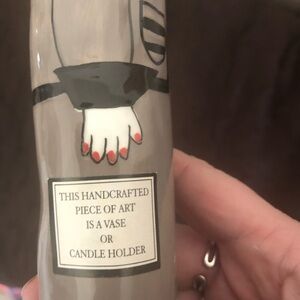 THIS HANDCRAFTED
PIECE OF ART
IS A VASE
OR
CANDLE HOLDER